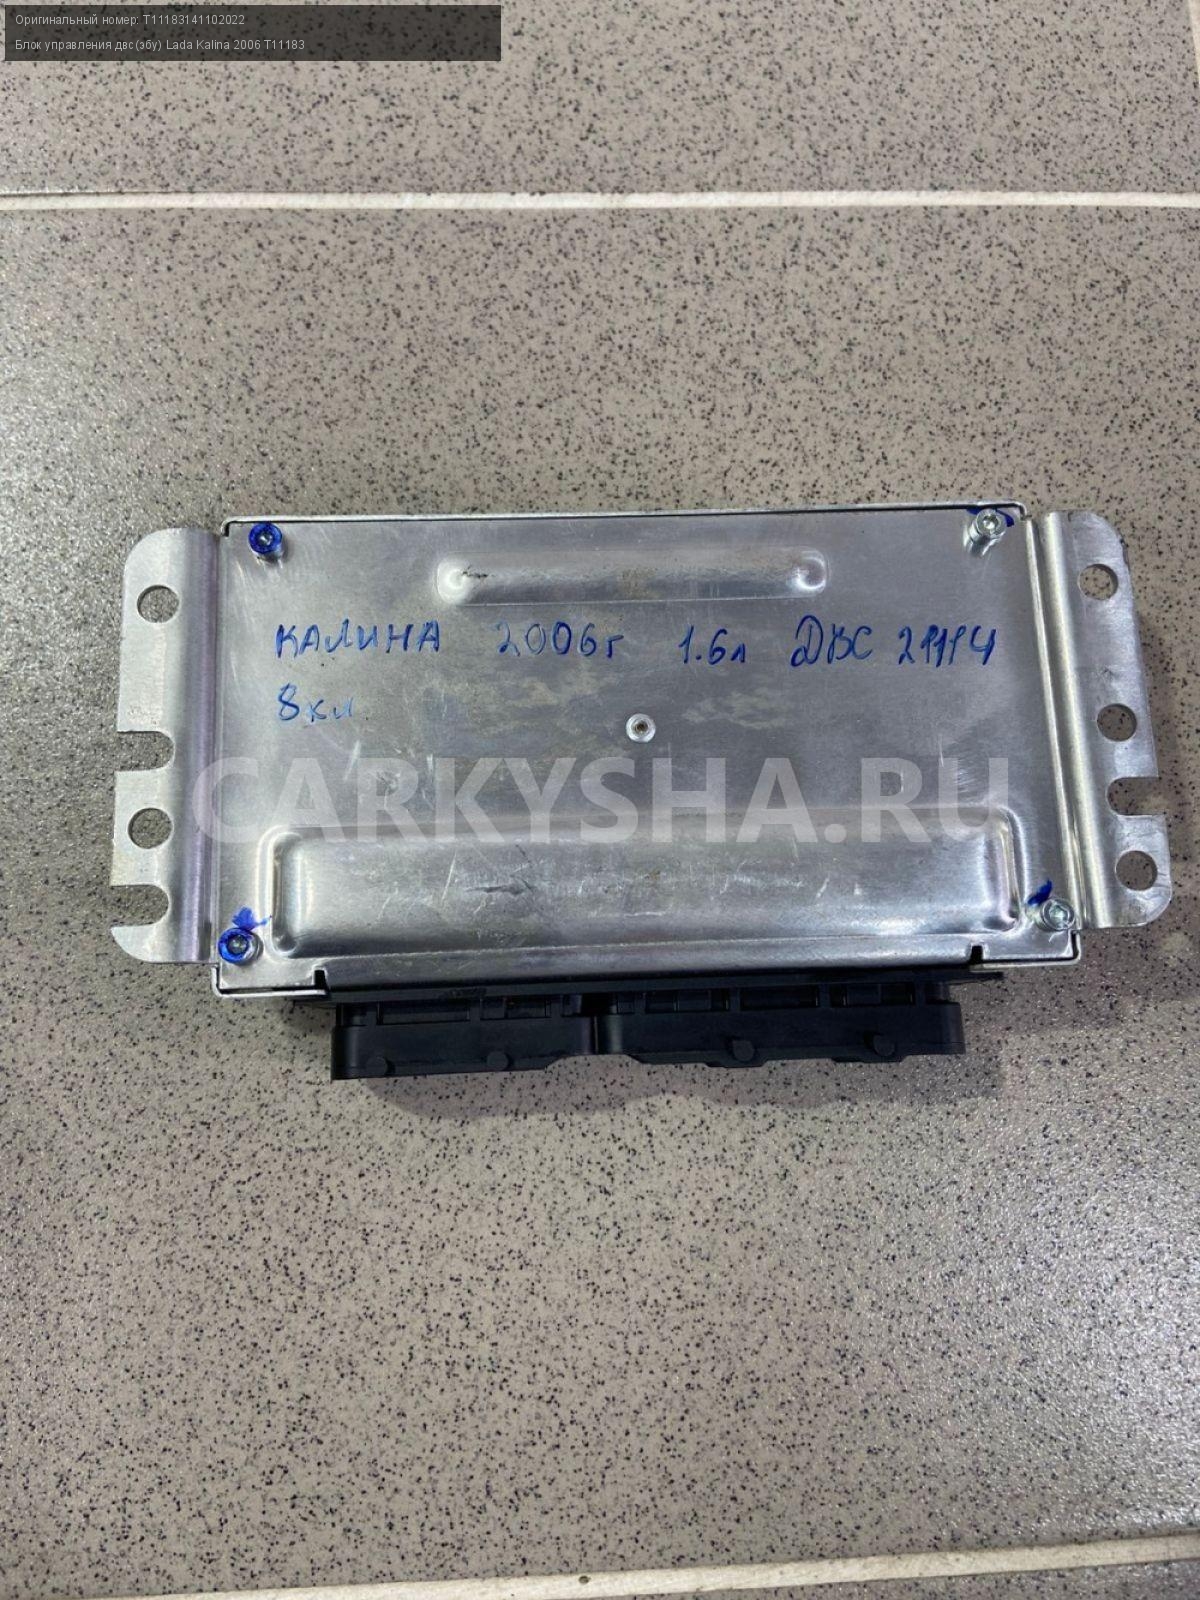 Оригинальный номер: T11183141102022
Блок управления двс (эбу) Lada Kalina 2006 T11183
КАЛИНА 2006г 1.6л ДВС 21114
8кл
CARKYSHA.RU